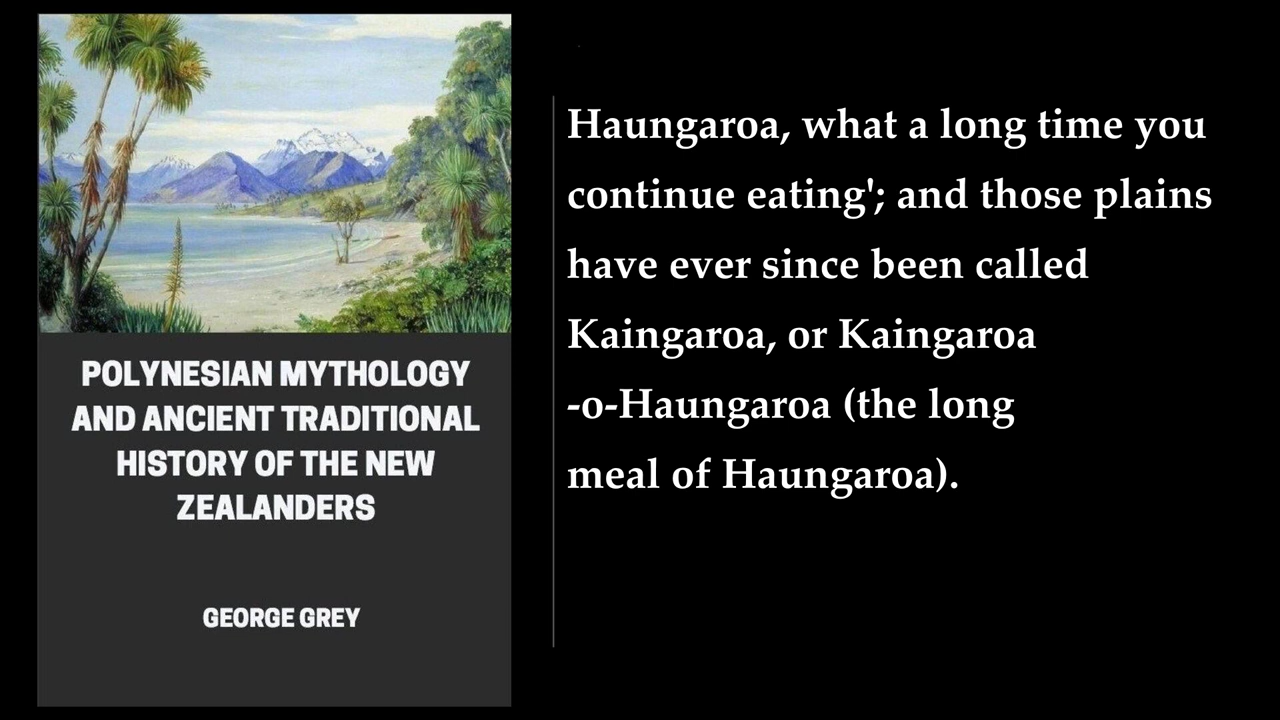 POLYNESIAN MYTHOLOGY
AND ANCIENT TRADITIONAL
HISTORY OF THE NEW
ZEALANDERS
GEORGE GREY
Haungaroa, what a long time you
continue eating'; and those plains
have ever since been called
Kaingaroa, or Kaingaroa
-o-Haungaroa (the long
meal of Haungaroa).